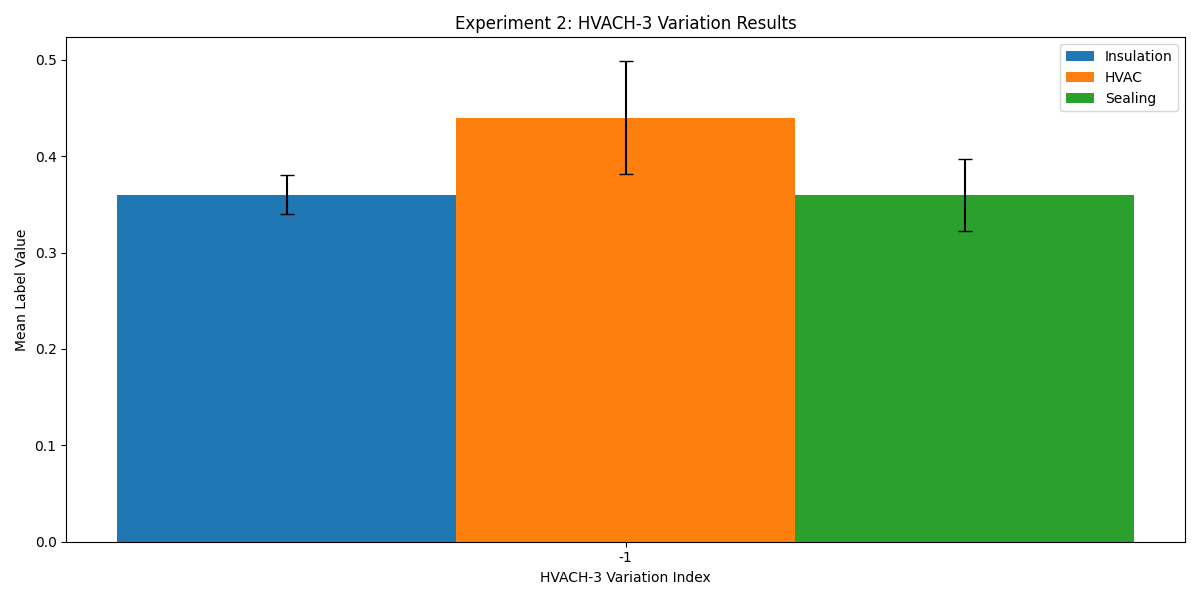 Experiment 2: HVACH-3 Variation Results
Insulation
HVAC
Sealing
Mean Label Value
0.5
0.4
0.3
0.2
0.1
0.0
-1
HVACH-3 Variation Index